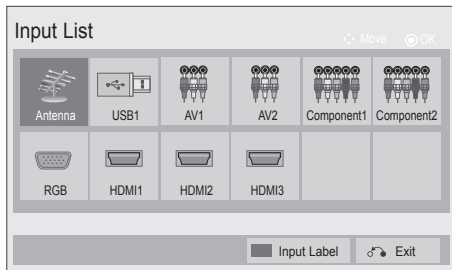 Input List
Move OK
Antenna USB1 AV1 AV2 Component1 Component2
RGB HDMI1 HDMI2 HDMI3
Input Label Exit